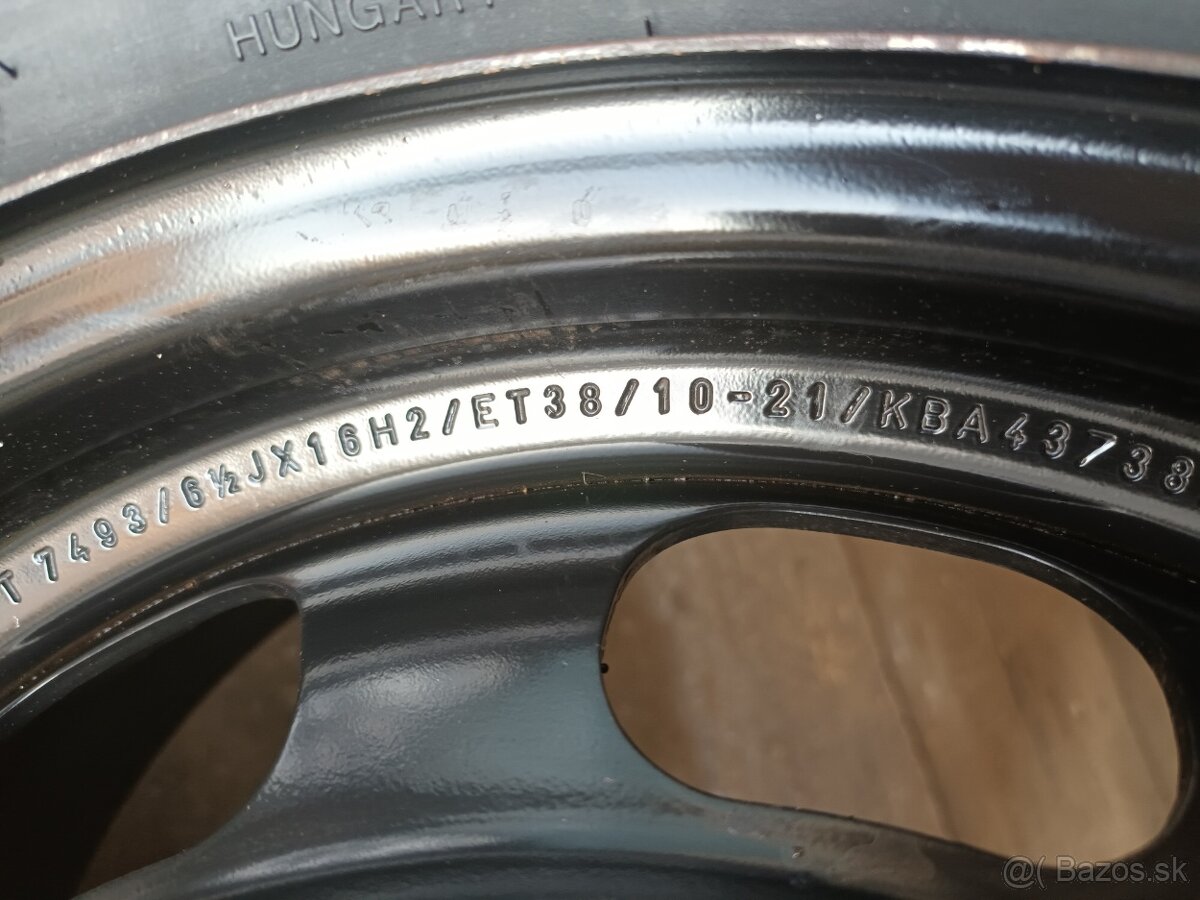 HUNGARY
T 7493/6½JX16H2/ET38/10-21/KBA43738
@( Bazos.sk